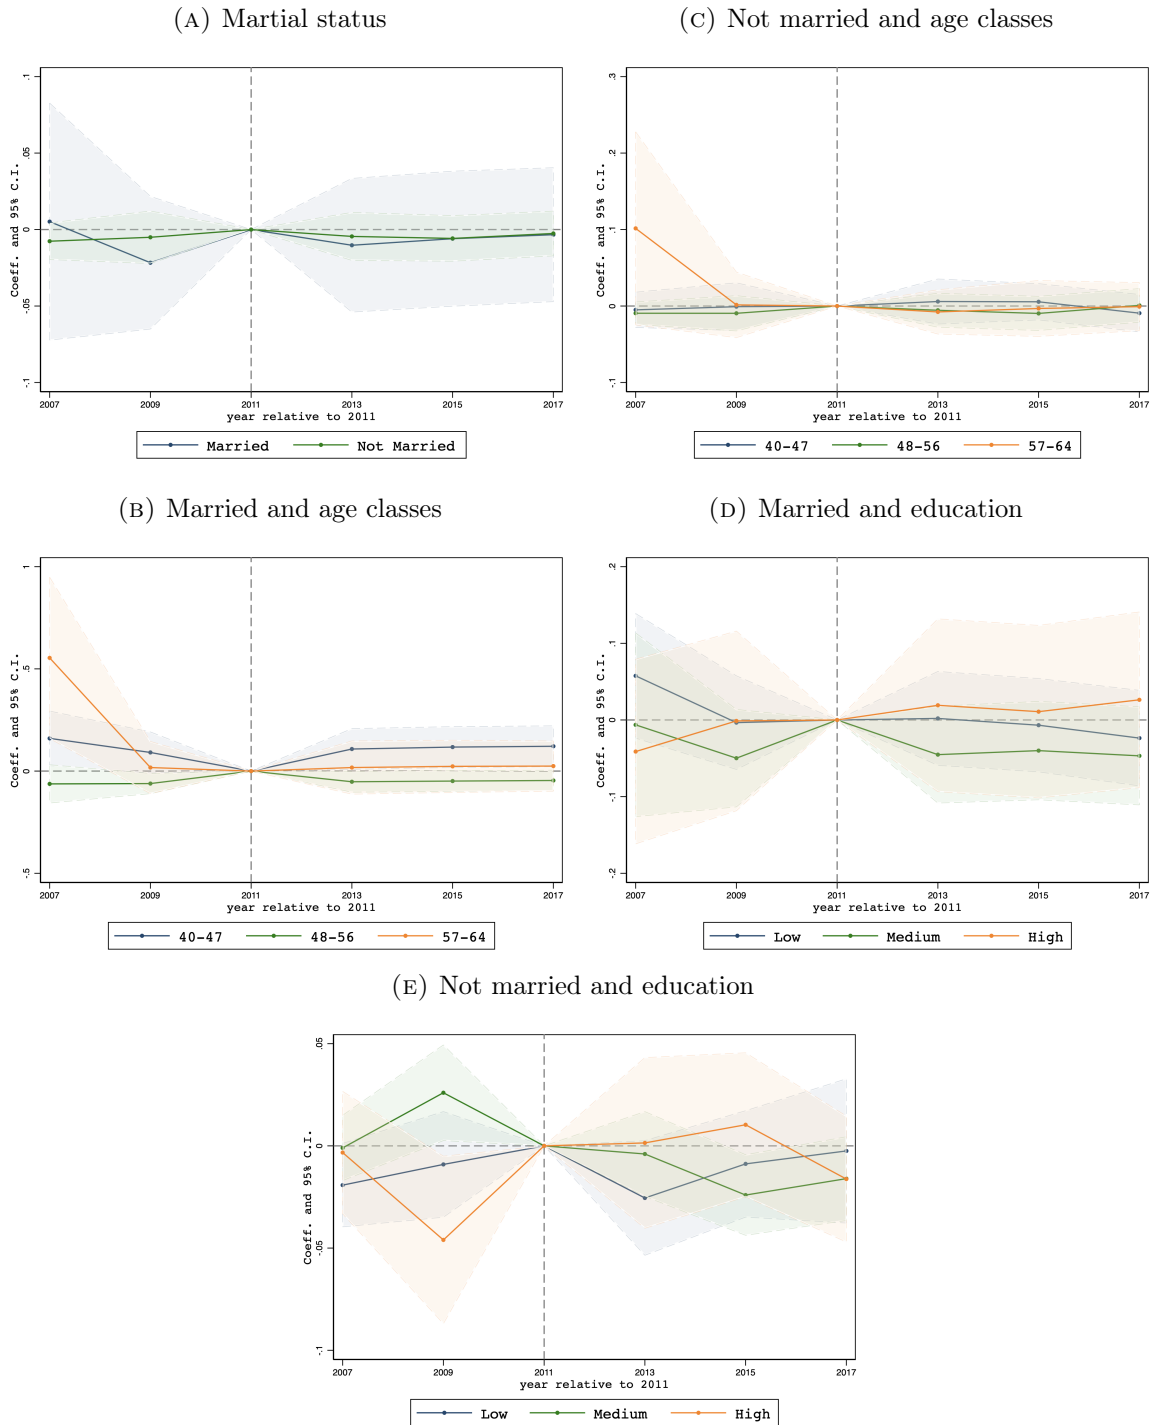 (A) Martial status
Coeff. and 95% C.I.
.1
.05
0
-.05
-.1
2007 2009 2011 2013 2015 2017
year relative to 2011
Married Not Married
(C) Not married and age classes
Coeff. and 95% C.I.
.3
.2
.1
0
-.1
2007 2009 2011 2013 2015 2017
year relative to 2011
40-47 48-56 57-64
(B) Married and age classes
Coeff. and 95% C.I.
1
.5
0
-.5
2007 2009 2011 2013 2015 2017
year relative to 2011
40-47 48-56 57-64
(D) Married and education
Coeff. and 95% C.I.
.2
.1
0
-.1
-.2
2007 2009 2011 2013 2015 2017
year relative to 2011
Low Medium High
(E) Not married and education
Coeff. and 95% C.I.
.05
0
-.05
-.1
2007 2009 2011 2013 2015 2017
year relative to 2011
Low Medium High